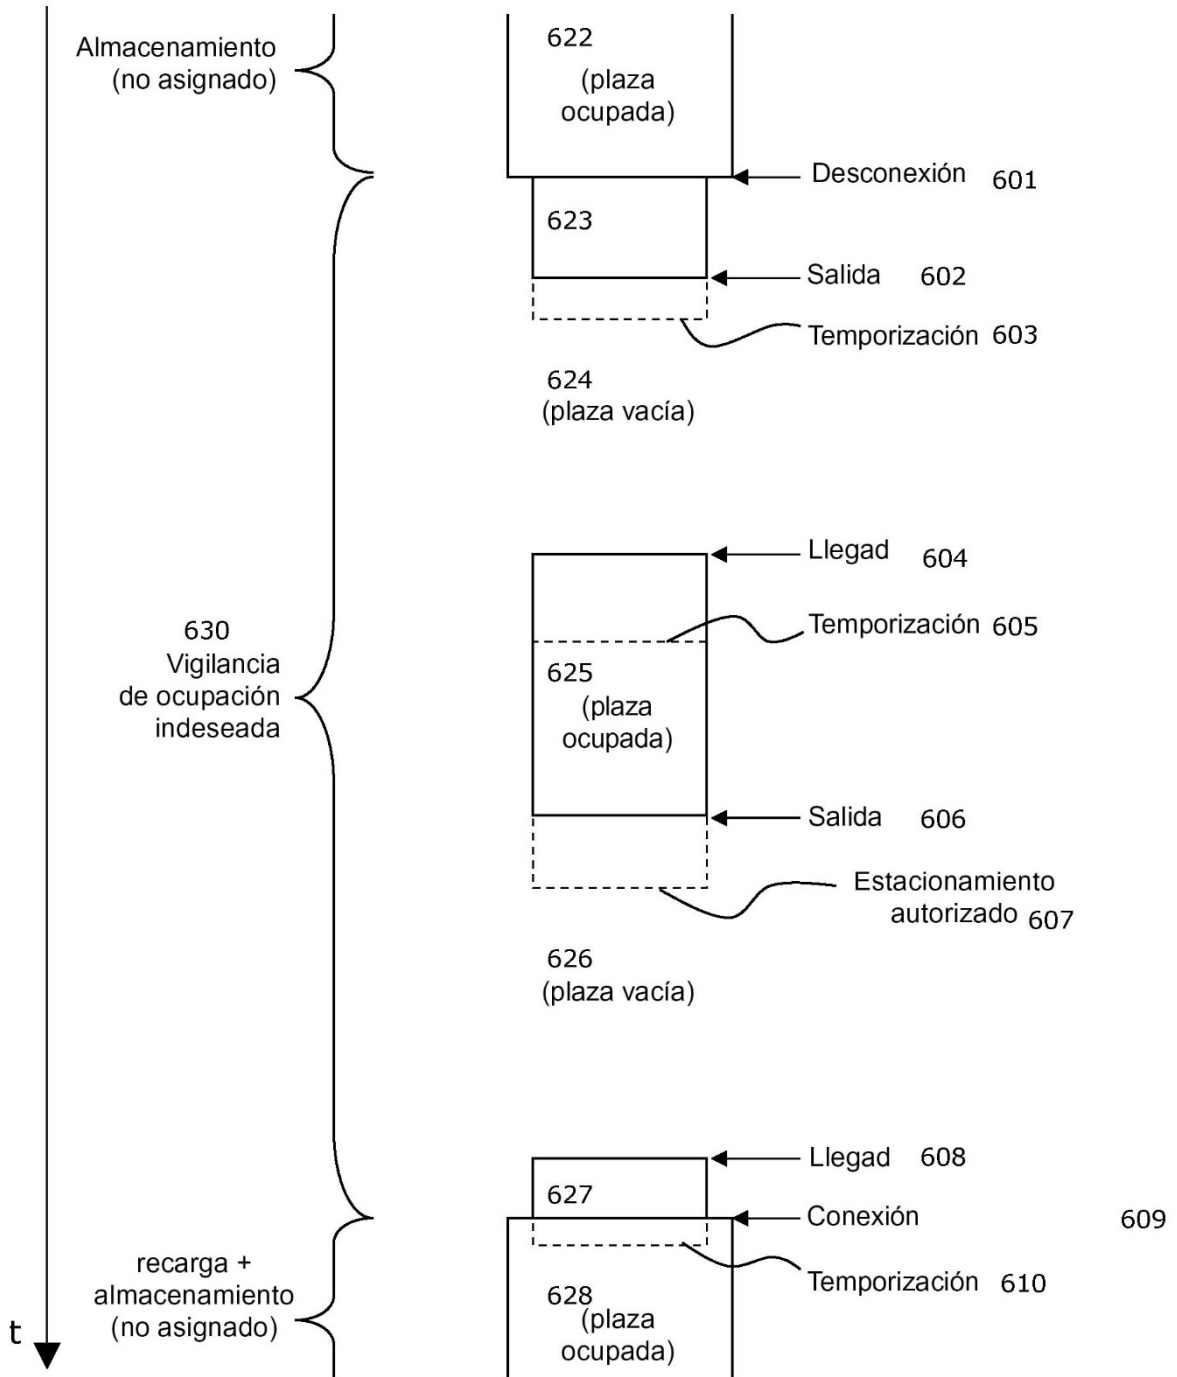 Almacenamiento
(no asignado)
622
(plaza
ocupada)
Desconexión 601
623
Salida 602
Temporización 603
624
(plaza vacía)
Llegad 604
Temporización 605
630
Vigilancia
de ocupación
indeseada
625
(plaza
ocupada)
Salida 606
Estacionamiento
autorizado 607
626
(plaza vacía)
Llegad 608
627
Conexión 609
recarga +
almacenamiento
(no asignado)
Temporización 610
628
(plaza
ocupada)
t